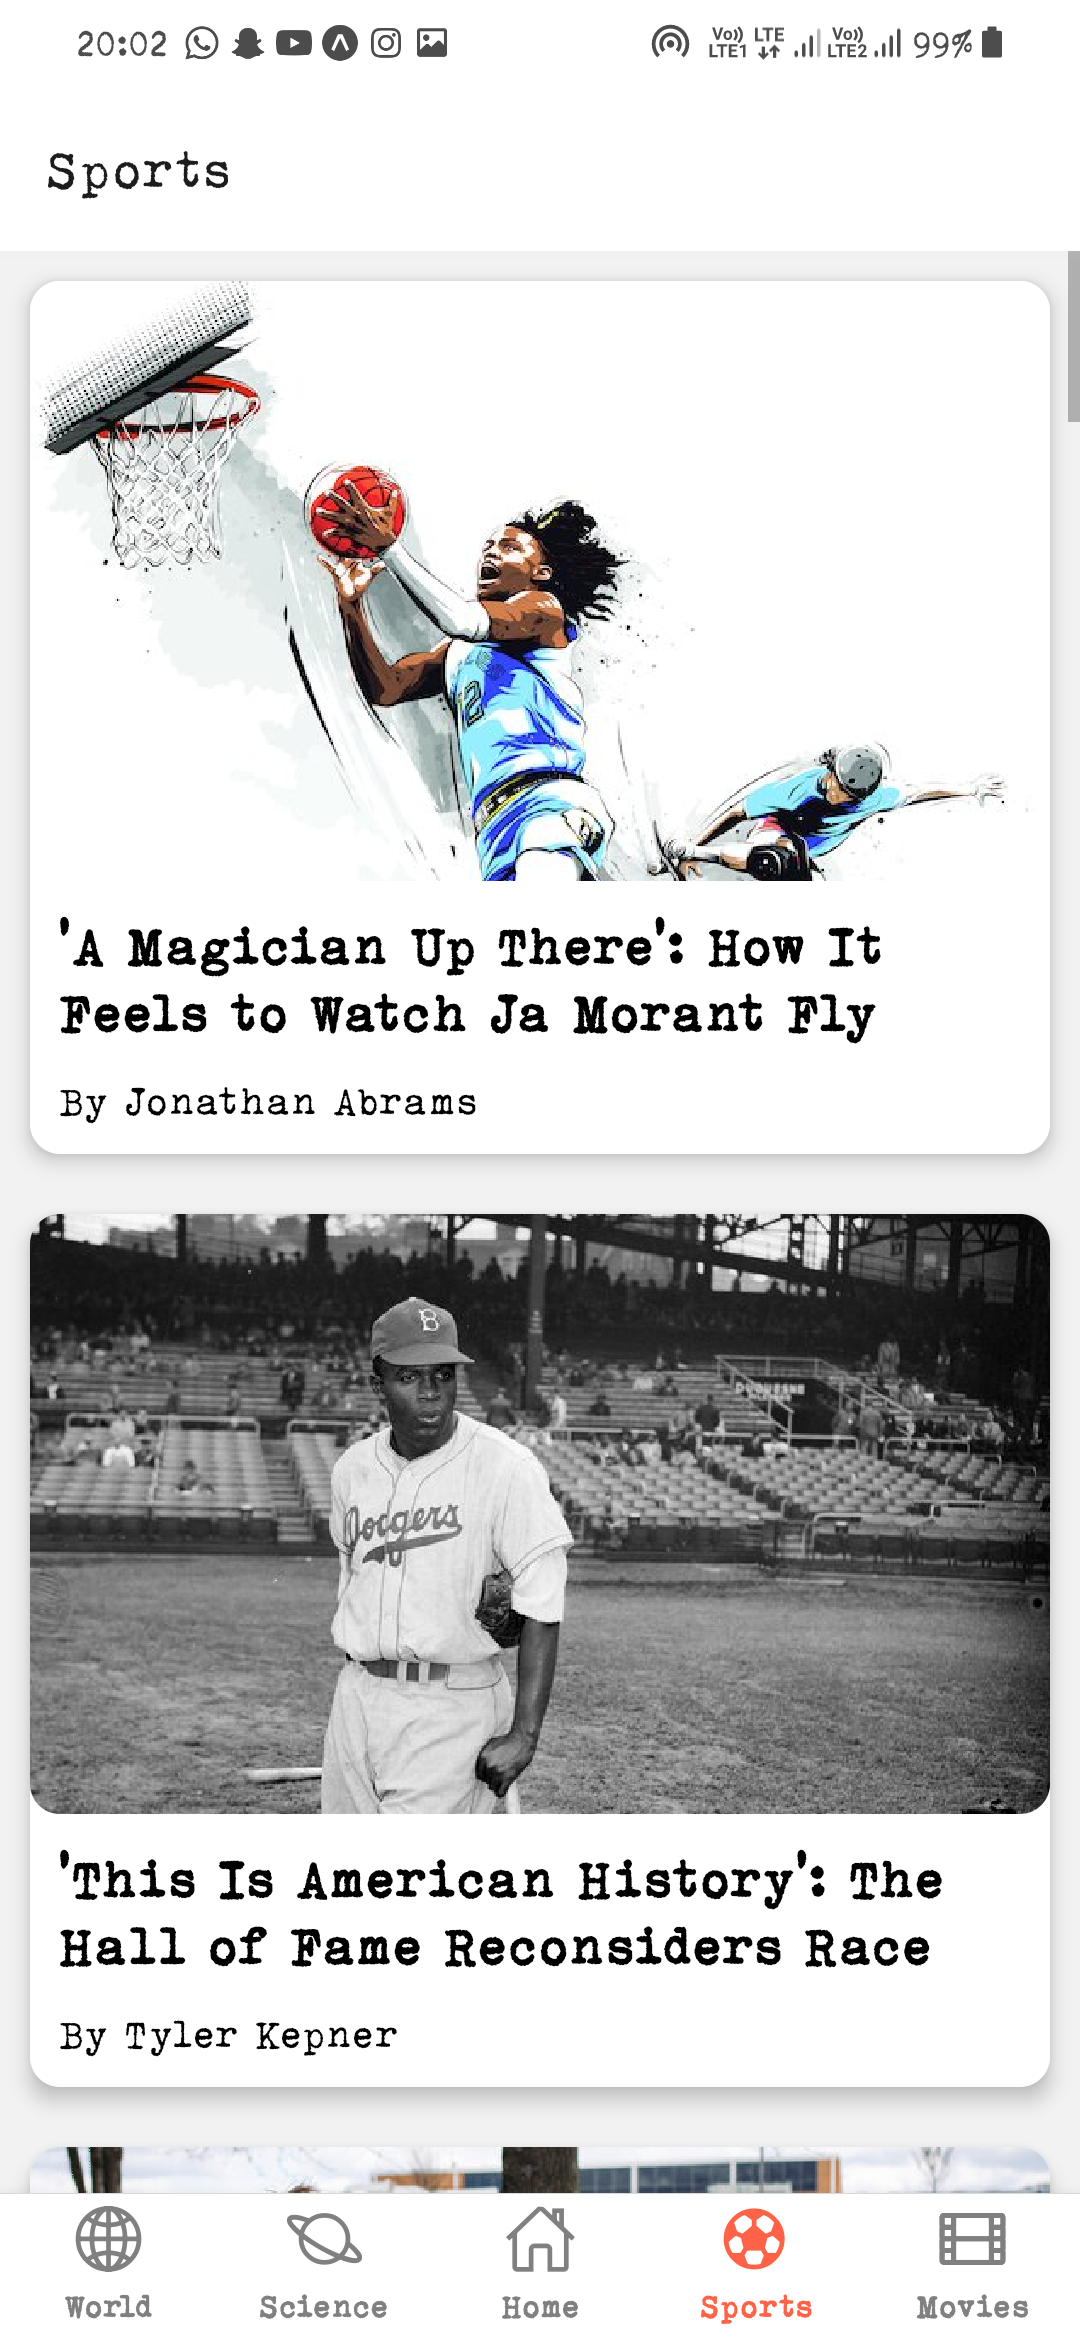 20:02 Vo)) LTE1 LTE Vo)) LTE2 99%
Sports
12
'A Magician Up There': How It
Feels to Watch Ja Morant Fly
By Jonathan Abrams
B
Dodgers
'This Is American History': The
Hall of Fame Reconsiders Race
By Tyler Kepner
World Science Home Sports Movies